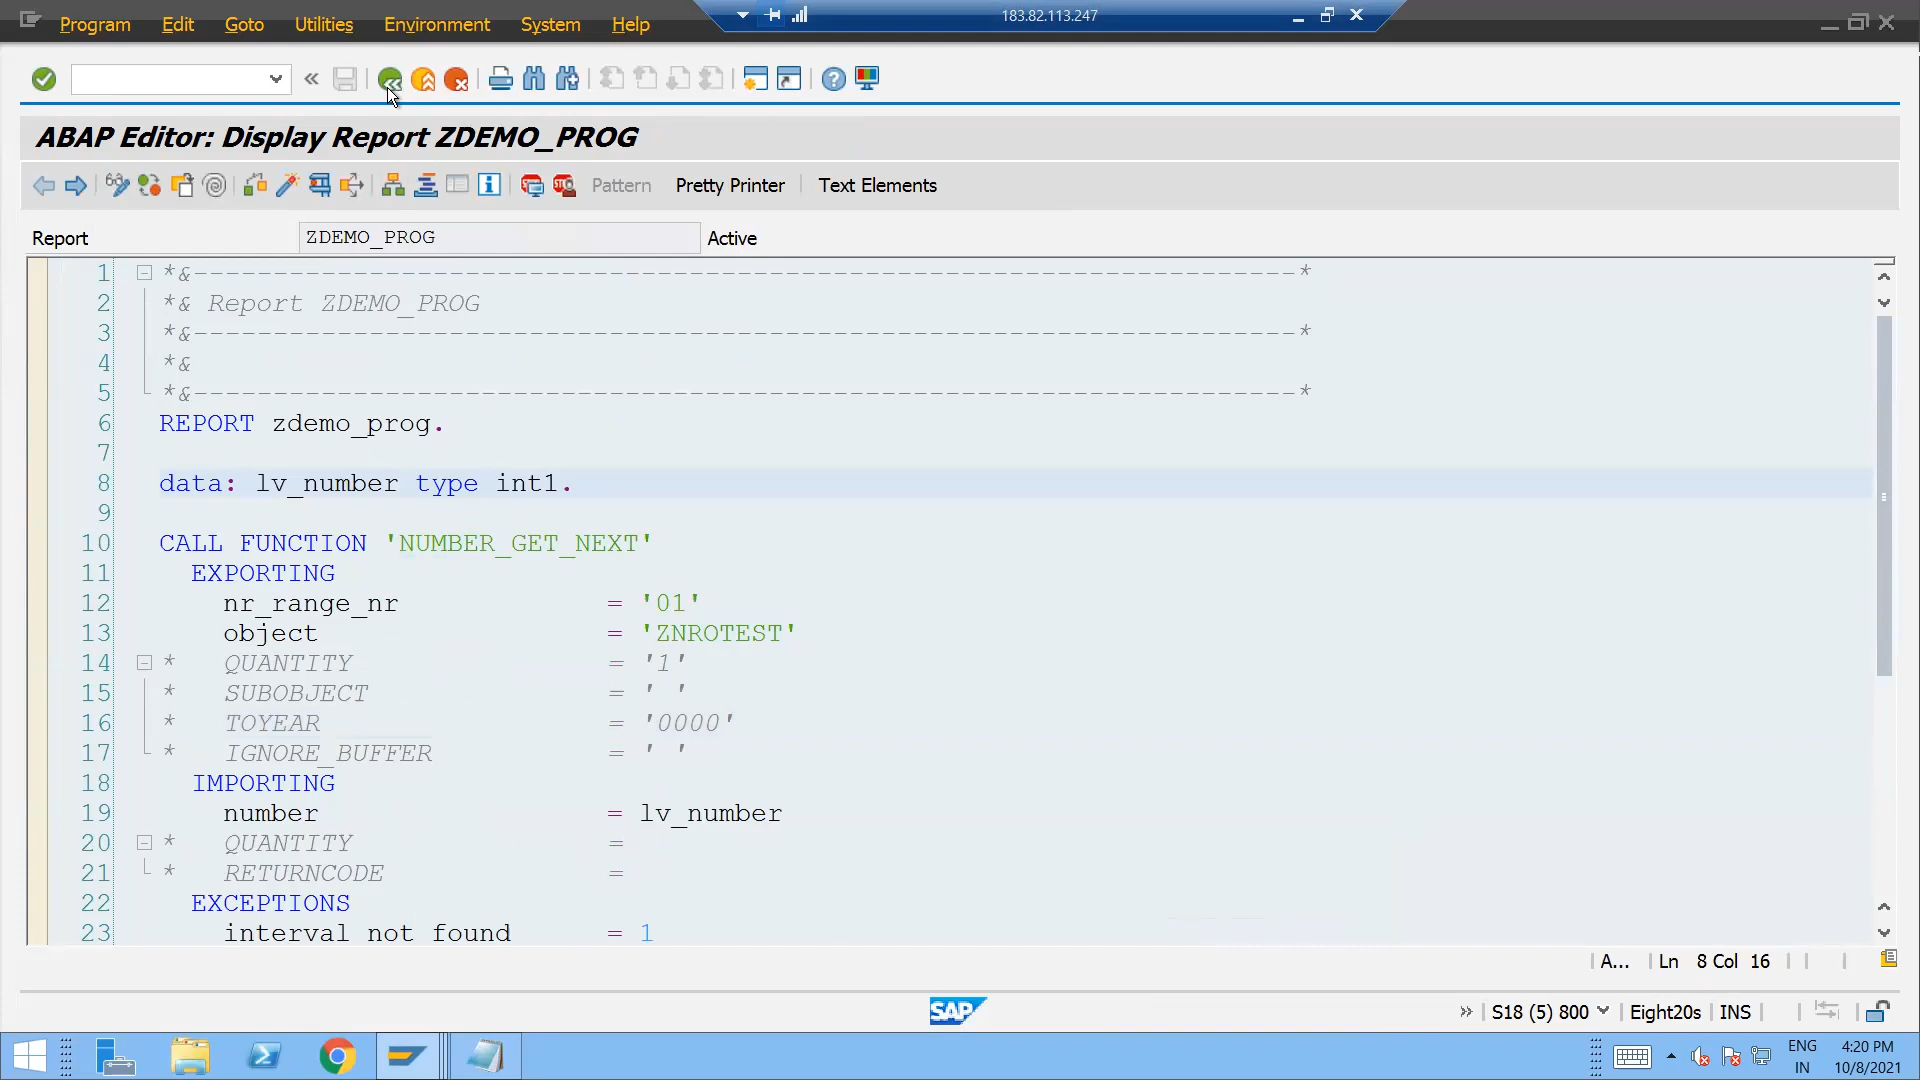 Program Edit Goto Utilities Environment System Help
183.82.113.247
ABAP Editor: Display Report ZDEMO_PROG
Pattern Pretty Printer Text Elements
Report ZDEMO_PROG Active
1 *&---------------------------------------------------------------------*
2 *& Report ZDEMO_PROG
3 *&---------------------------------------------------------------------*
4 *&
5 *&---------------------------------------------------------------------*
6 REPORT zdemo_prog.
7
8 data: lv_number type int1.
9
10 CALL FUNCTION 'NUMBER_GET_NEXT'
11 EXPORTING
12 nr_range_nr = '01'
13 object = 'ZNROTEST'
14 * QUANTITY = '1'
15 * SUBOBJECT = ' '
16 * TOYEAR = '0000'
17 * IGNORE_BUFFER = ' '
18 IMPORTING
19 number = lv_number
20 * QUANTITY =
21 * RETURNCODE =
22 EXCEPTIONS
23 interval_not_found = 1
A... Ln 8 Col 16
SAP
S18 (5) 800 Eight20s INS
ENG 4:20 PM
IN 10/8/2021